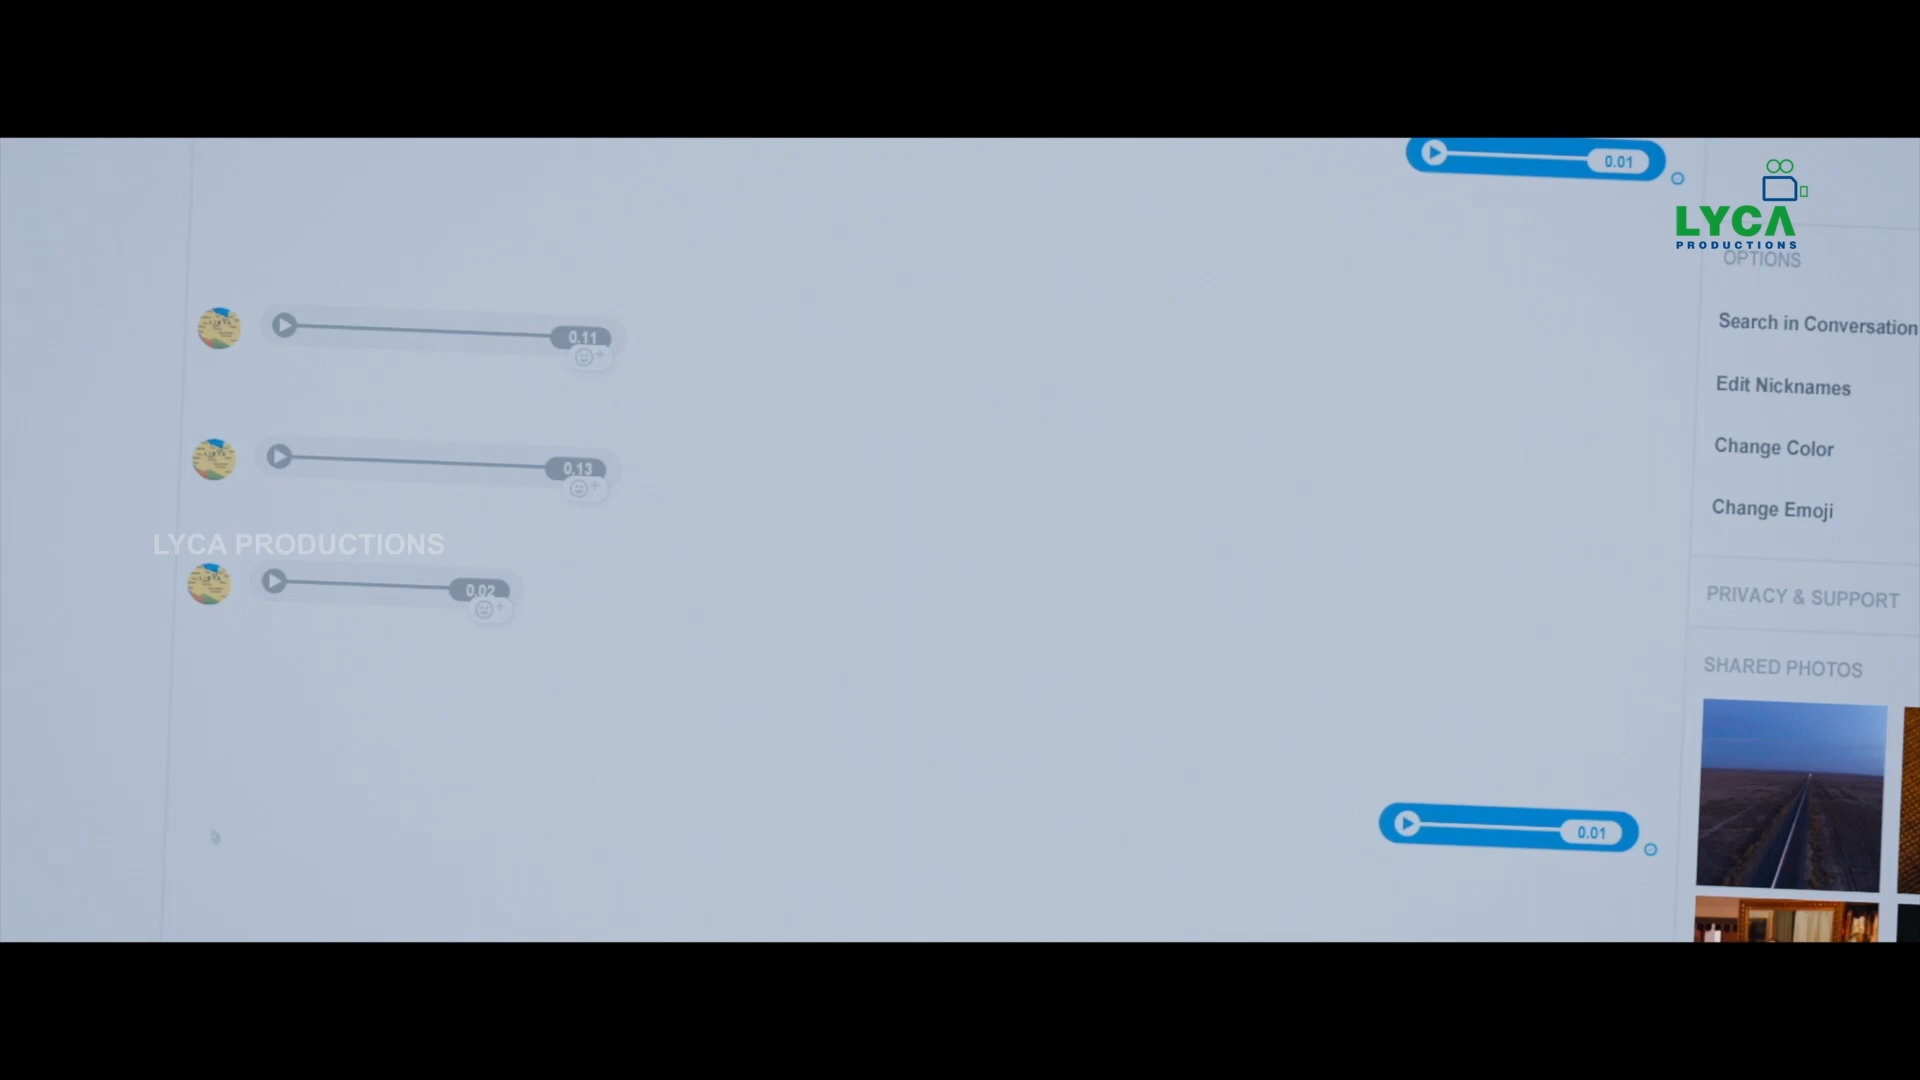 0.01
LYCA
PRODUCTIONS
OPTIONS
Search in Conversation
0.11
Edit Nicknames
Change Color
0.13
Change Emoji
LYCA PRODUCTIONS
0.02
PRIVACY & SUPPORT
SHARED PHOTOS
0.01